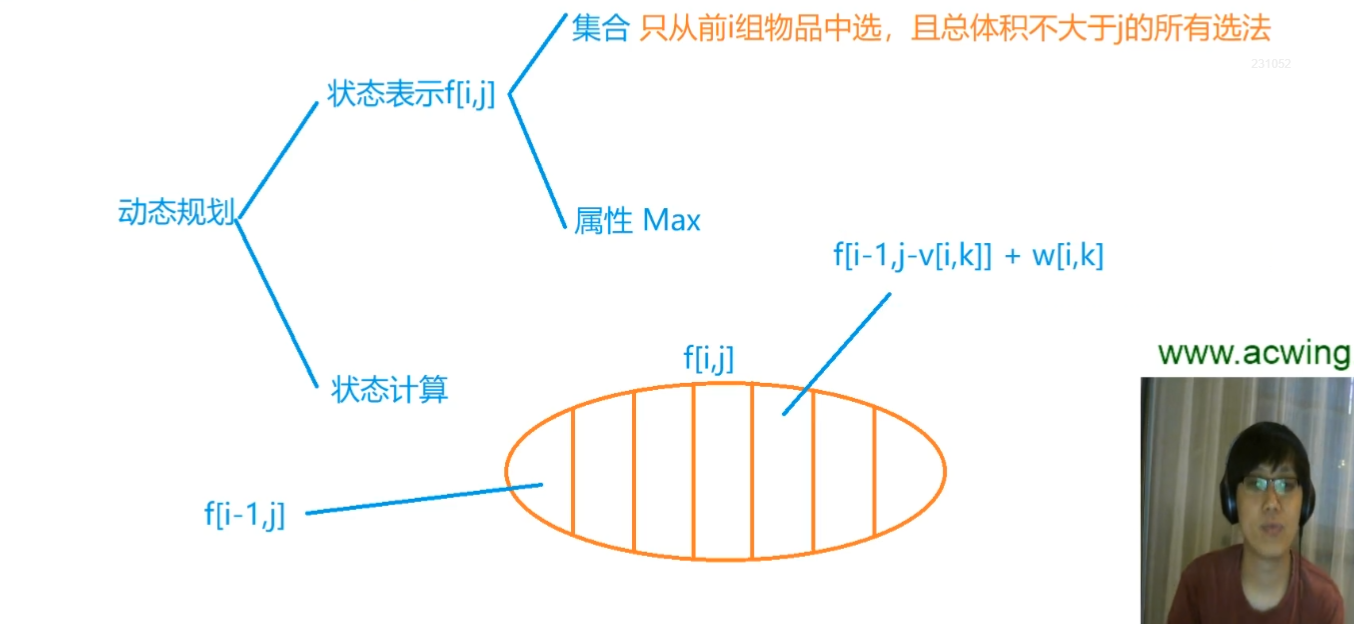 集合 只从前i组物品中选，且总体积不大于j的所有选法
231052
状态表示f[i,j]
动态规划
属性 Max
f[i-1,j-v[i,k]] + w[i,k]
f[i,j]
www.acwing
状态计算
f[i-1,j]